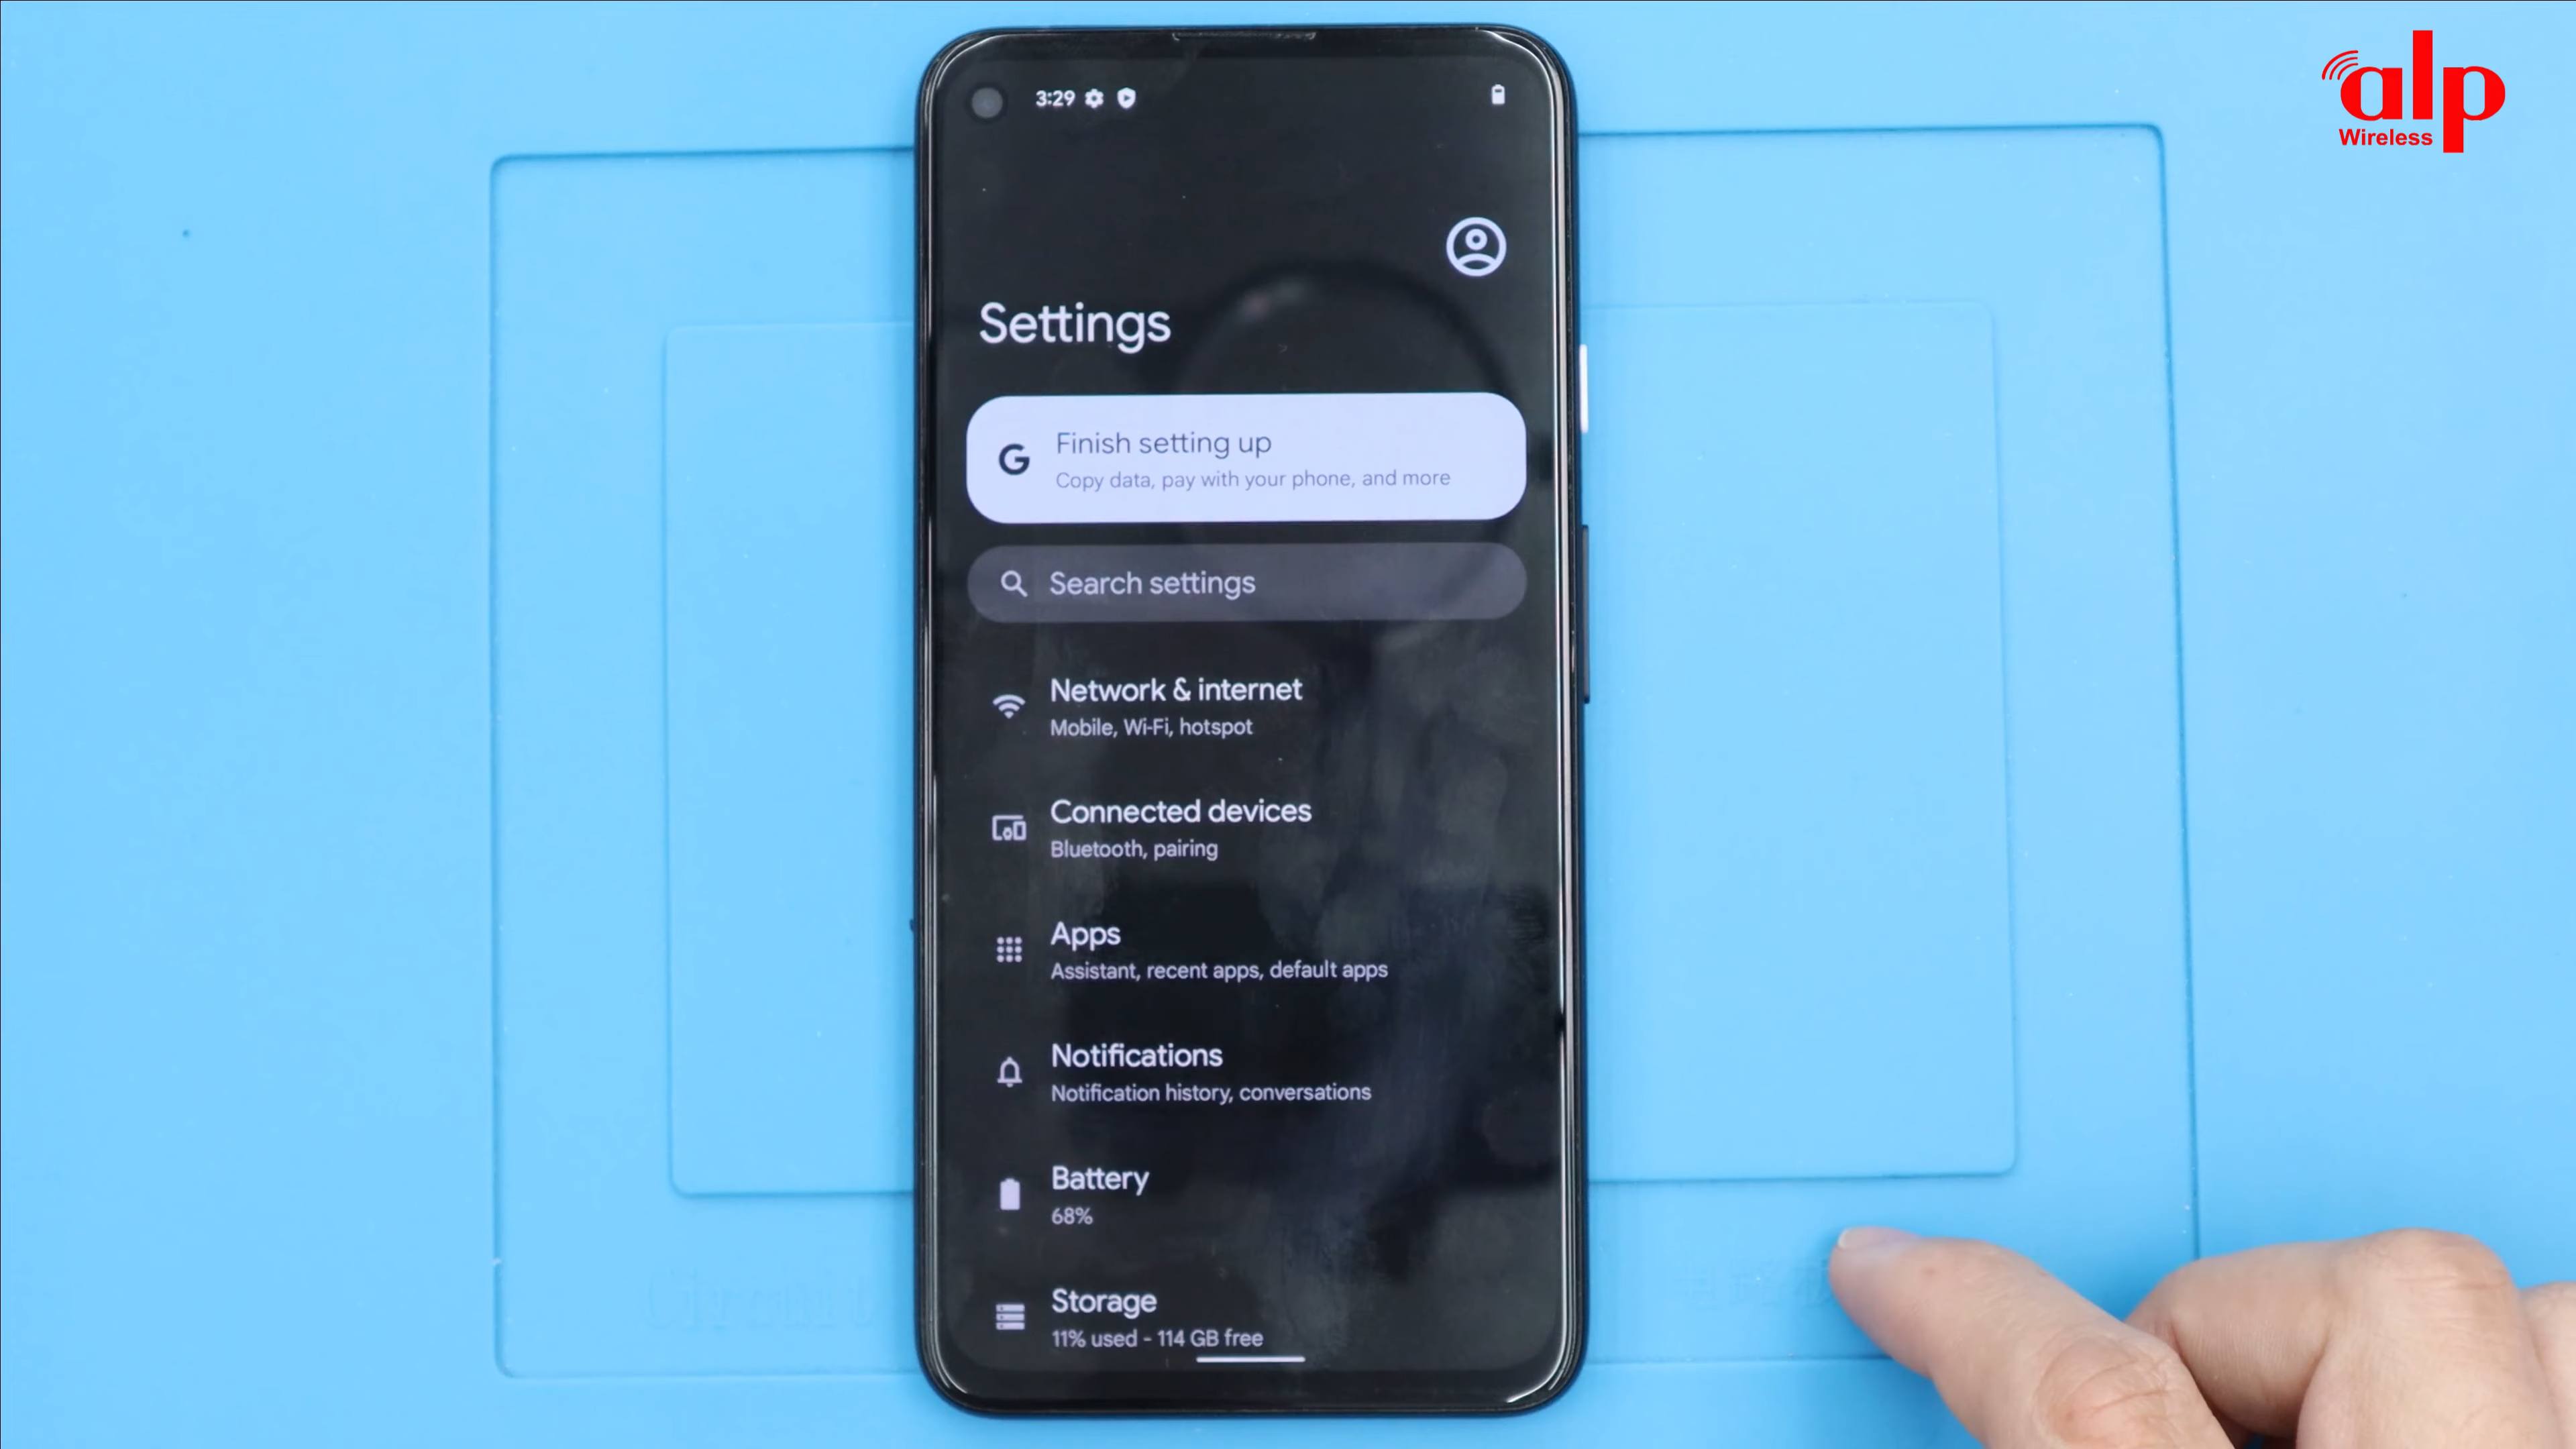 alp
Wireless
3:29
Settings
G
Finish setting up
Copy data, pay with your phone, and more
Search settings
Network & internet
Mobile, Wi-Fi, hotspot
Connected devices
Bluetooth, pairing
Apps
Assistant, recent apps, default apps
Notifications
Notification history, conversations
Battery
68%
Storage
11% used - 114 GB free
Circuit